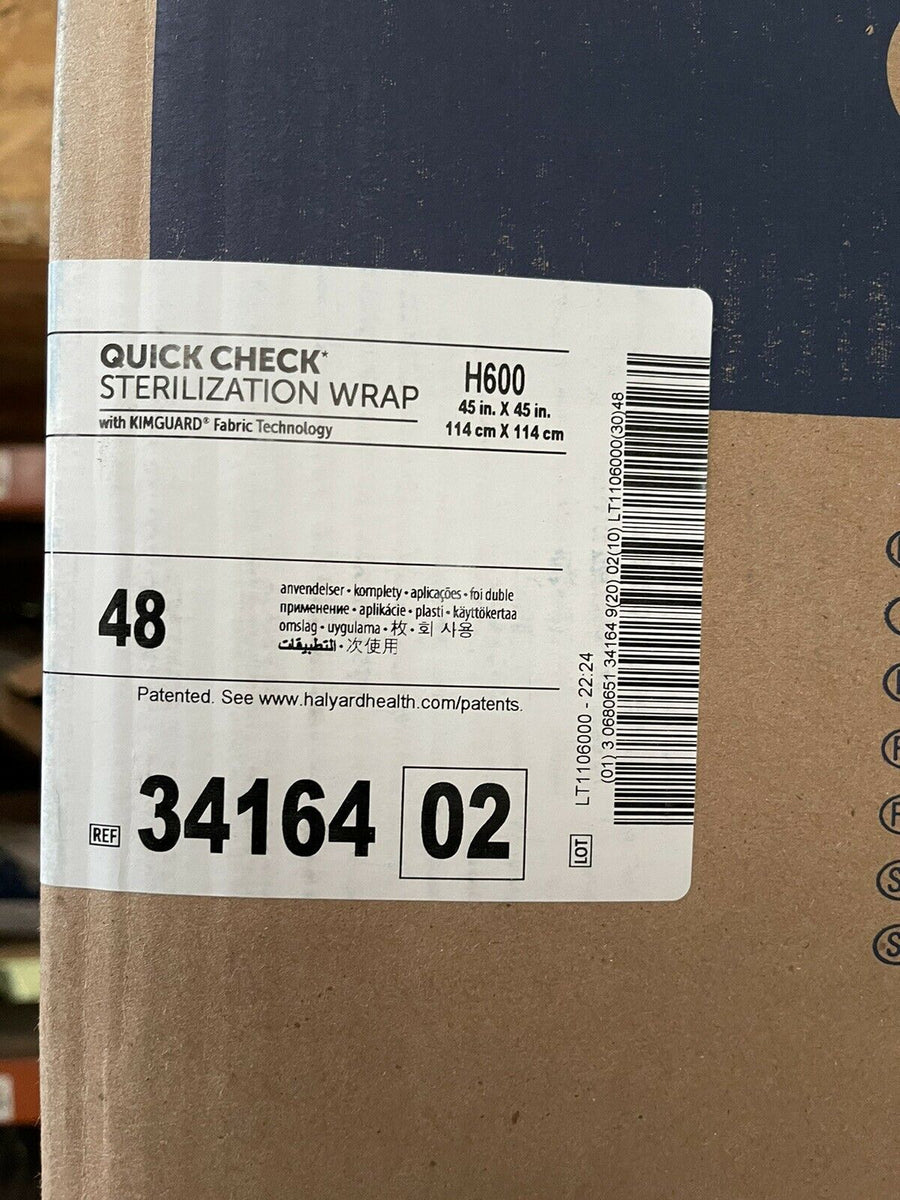 QUICK CHECK*
STERILIZATION WRAP
with KIMGUARD® Fabric Technology
H600
45 in. X 45 in.
114 cm X 114 cm
48
anvendelser • komplety • aplicações • foi duble
применение • aplikácie • plasti • käyttökertaa
omslag • uygulama • 枚 • 회 사용
التطبيقات • 次使用
Patented. See www.halyardhealth.com/patents.
REF 34164 02
LOT LT1106000 - 22:24
(01) 3 0680651 34164 9(20) 02(10) LT1106000(30)48